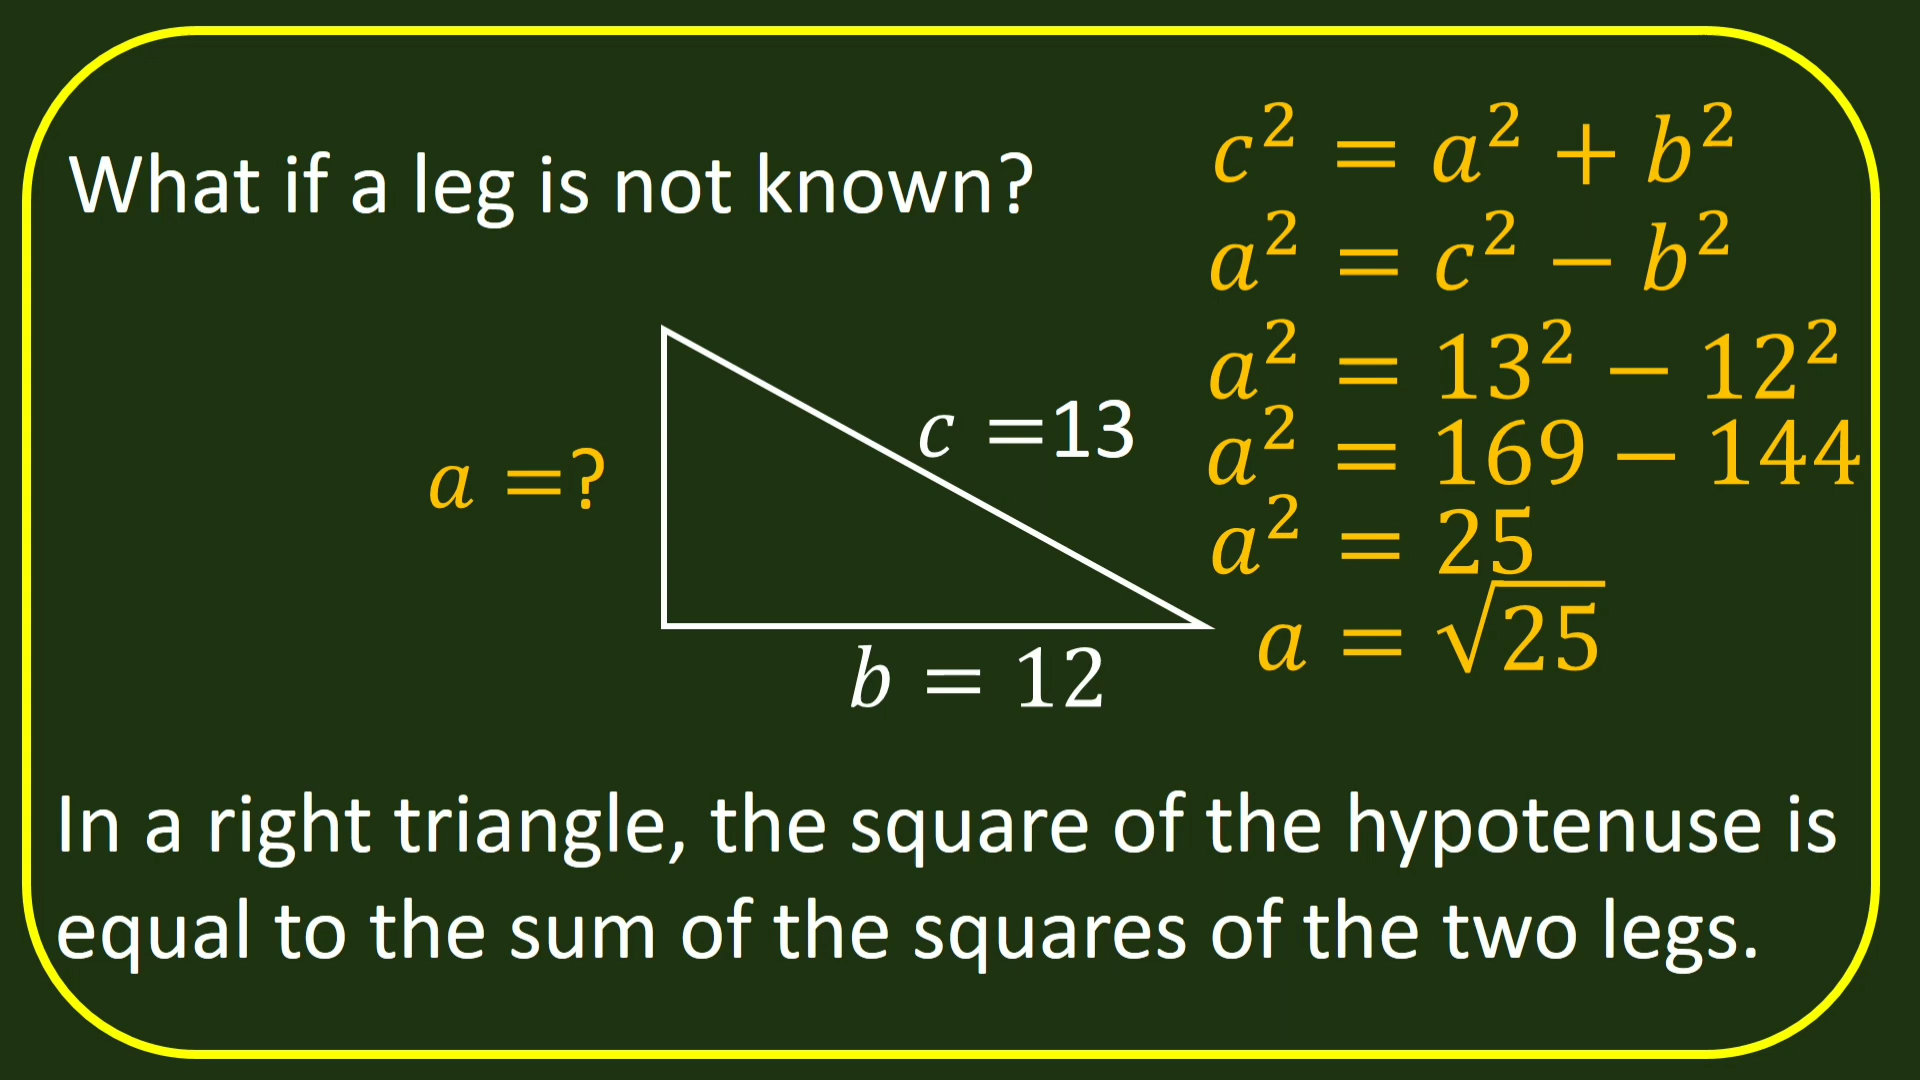 What if a leg is not known?
c² = a² + b²
a² = c² − b²
a² = 13² − 12²
a² = 169 − 144
a² = 25
a = √25
a =?
c =13
b = 12
In a right triangle, the square of the hypotenuse is
equal to the sum of the squares of the two legs.